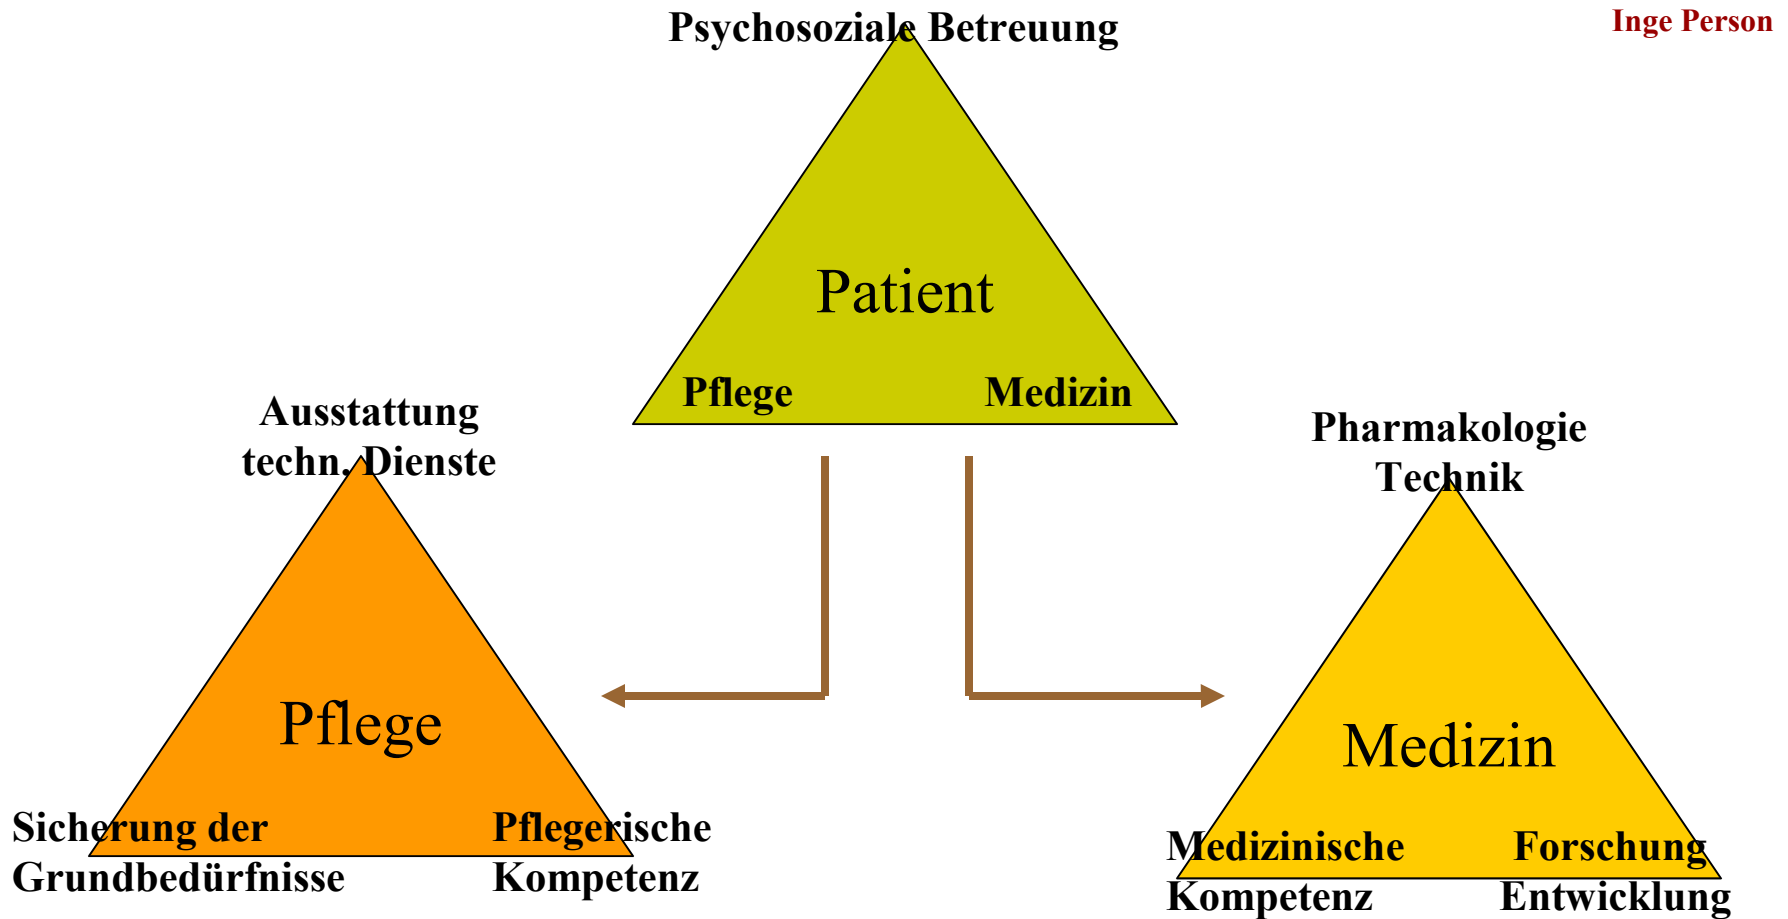 Psychosoziale Betreuung
Inge Person
Patient
Pflege
Medizin
Ausstattung
techn. Dienste
Pflege
Sicherung der
Grundbedürfnisse
Pflegerische
Kompetenz
Pharmakologie
Technik
Medizin
Medizinische
Kompetenz
Forschung
Entwicklung